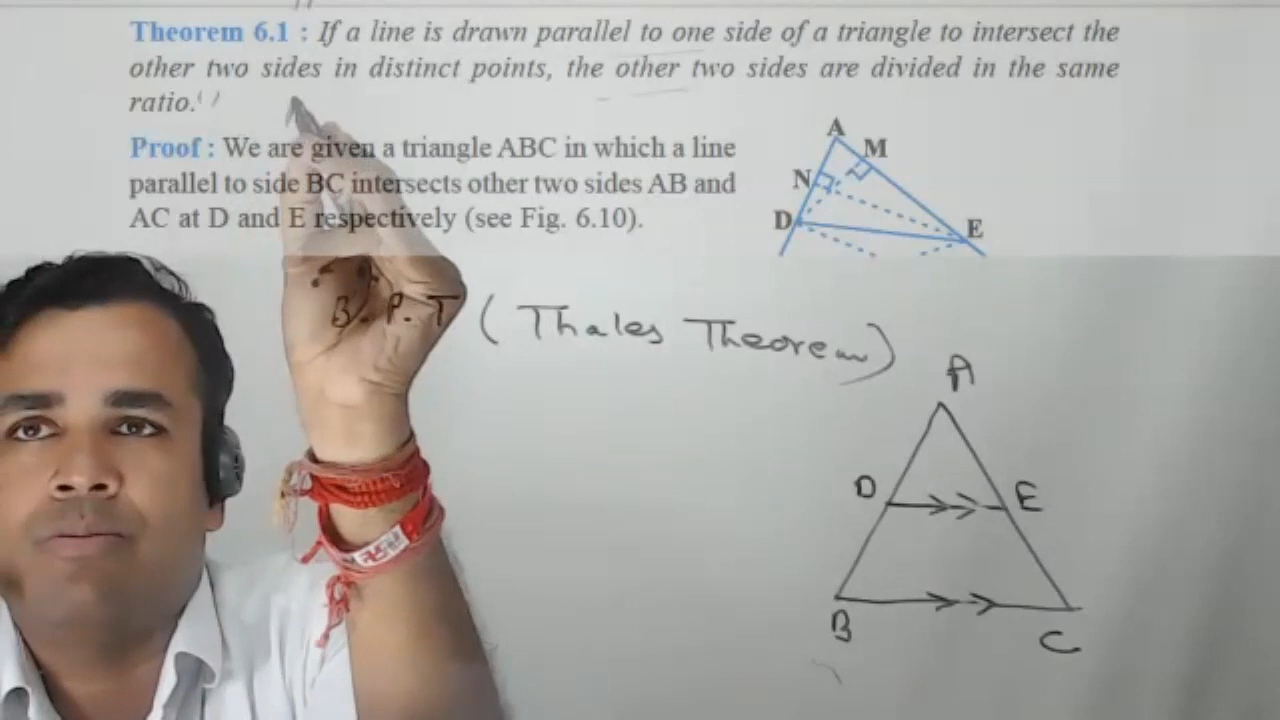 Theorem 6.1 : If a line is drawn parallel to one side of a triangle to intersect the
other two sides in distinct points, the other two sides are divided in the same
ratio.
Proof : We are given a triangle ABC in which a line
parallel to side BC intersects other two sides AB and
AC at D and E respectively (see Fig. 6.10).
A
M
N
D
E
B.P.T (Thales Theorem)
A
D
E
B
C